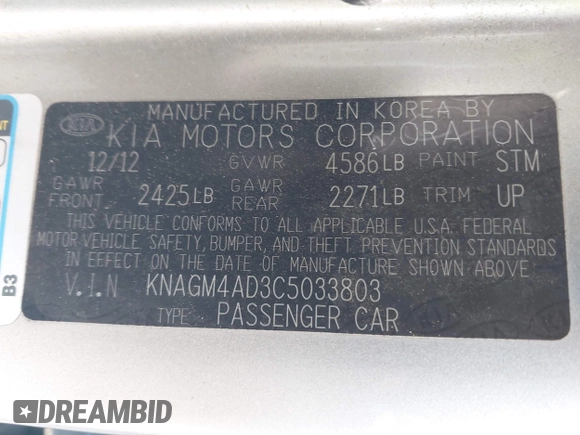 MANUFACTURED IN KOREA BY
KIA KIA MOTORS CORPORATION
12/12 GVWR 4586LB PAINT STM
GAWR FRONT 2425LB GAWR REAR 2271LB TRIM UP
THIS VEHICLE CONFORMS TO ALL APPLICABLE U.S.A. FEDERAL
MOTOR VEHICLE SAFETY, BUMPER, AND THEFT PREVENTION STANDARDS
IN EFFECT ON THE DATE OF MANUFACTURE SHOWN ABOVE.
V.I.N KNAGM4AD3C5033803
TYPE: PASSENGER CAR
B3
DREAMBID